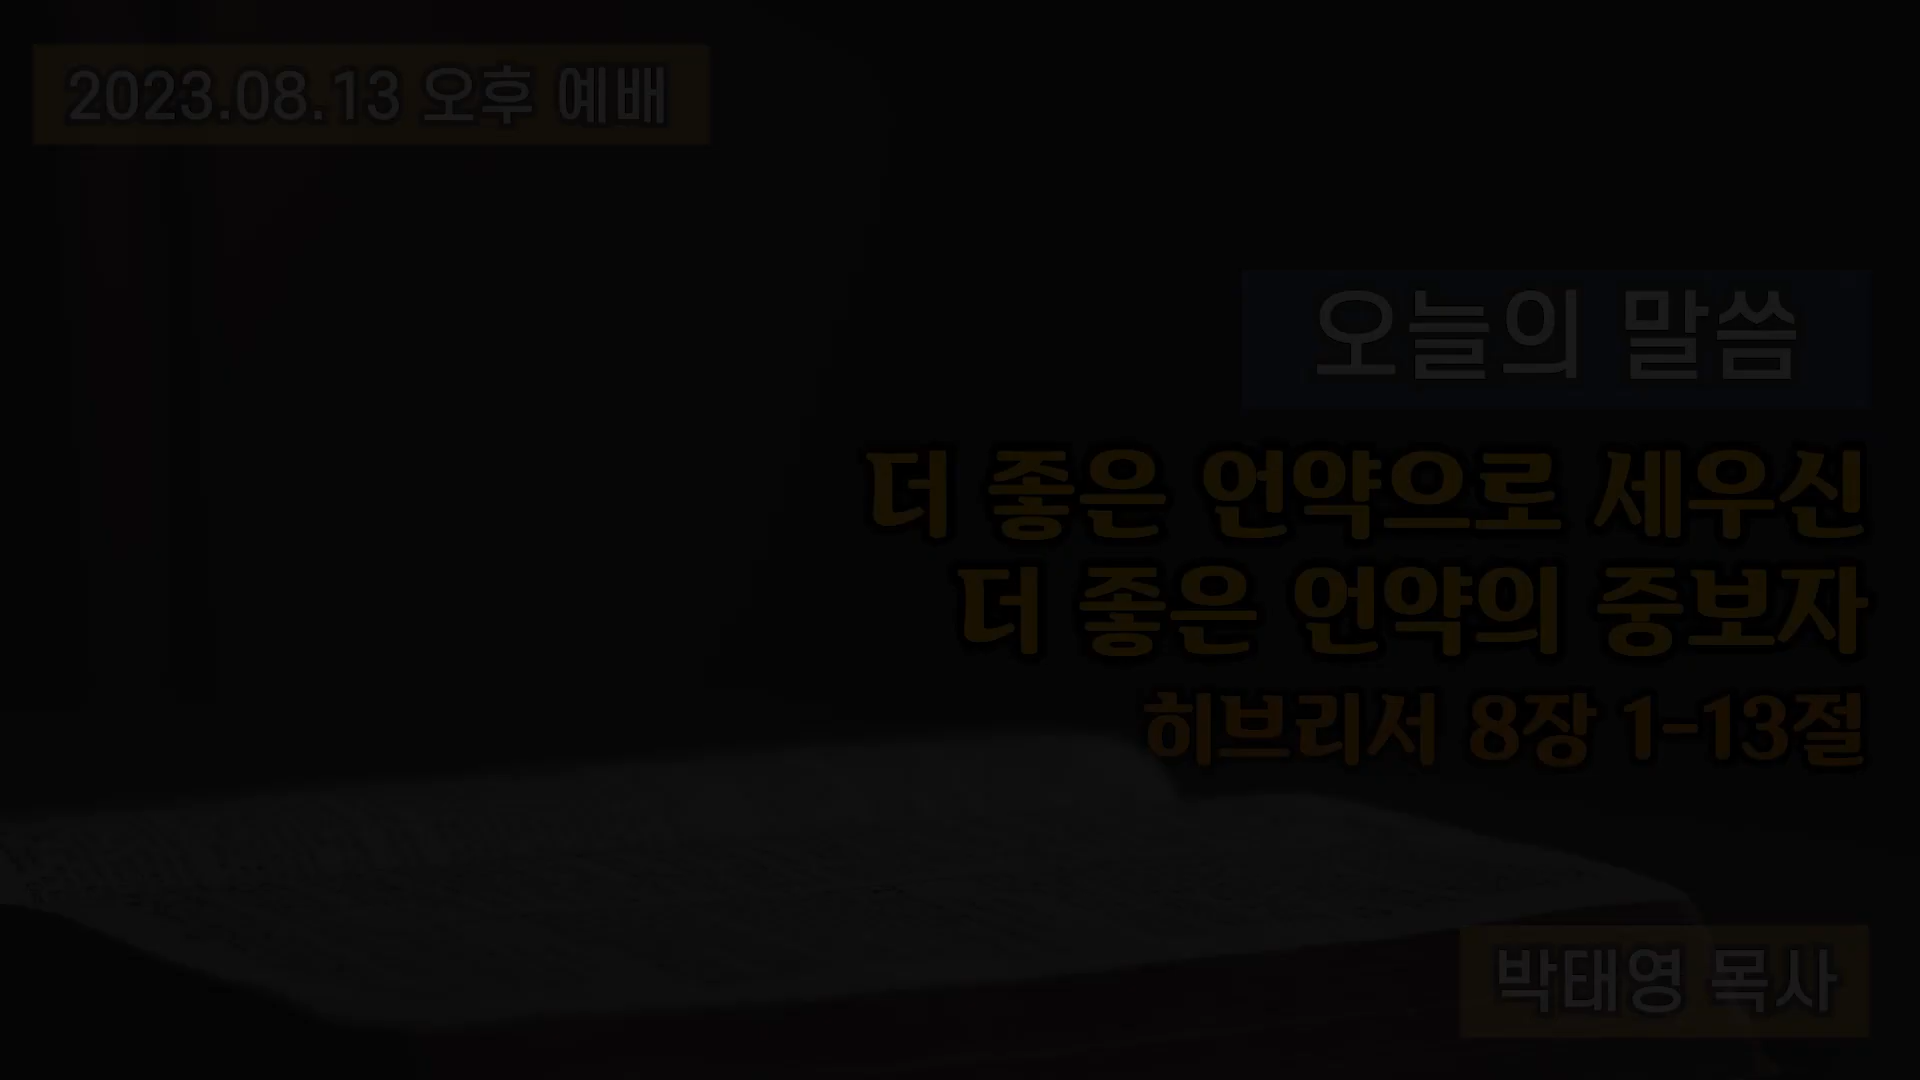 2023.08.13 오후 예배
오늘의 말씀
더 좋은 언약으로 세우신
더 좋은 언약의 중보자
히브리서 8장 1-13절
박태영 목사